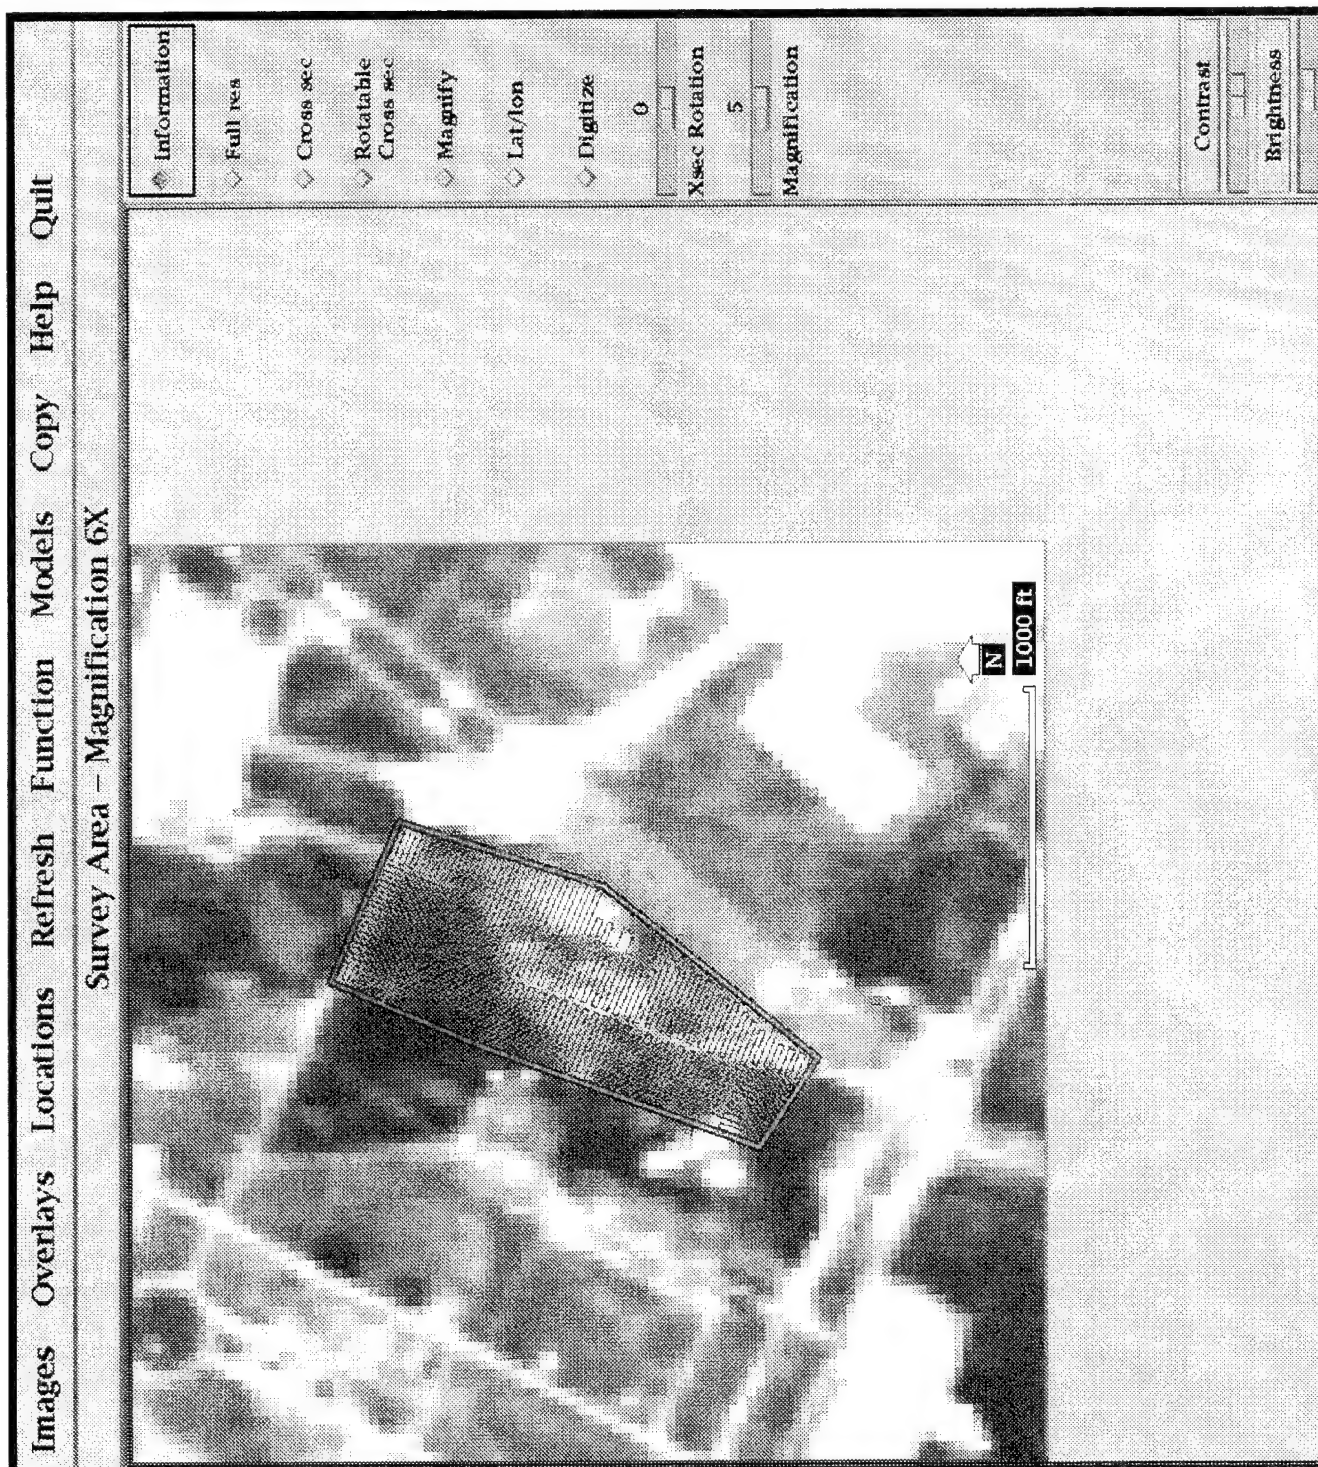 Images Overlays Locations Refresh Function Models Copy Help Quit
Survey Area – Magnification 6X
Information
Full res
Cross sec
Rotatable
Cross sec
Magnify
Lat/lon
Digitize
0
Xsec Rotation
5
Magnification
Contrast
Brightness
N
1000 ft